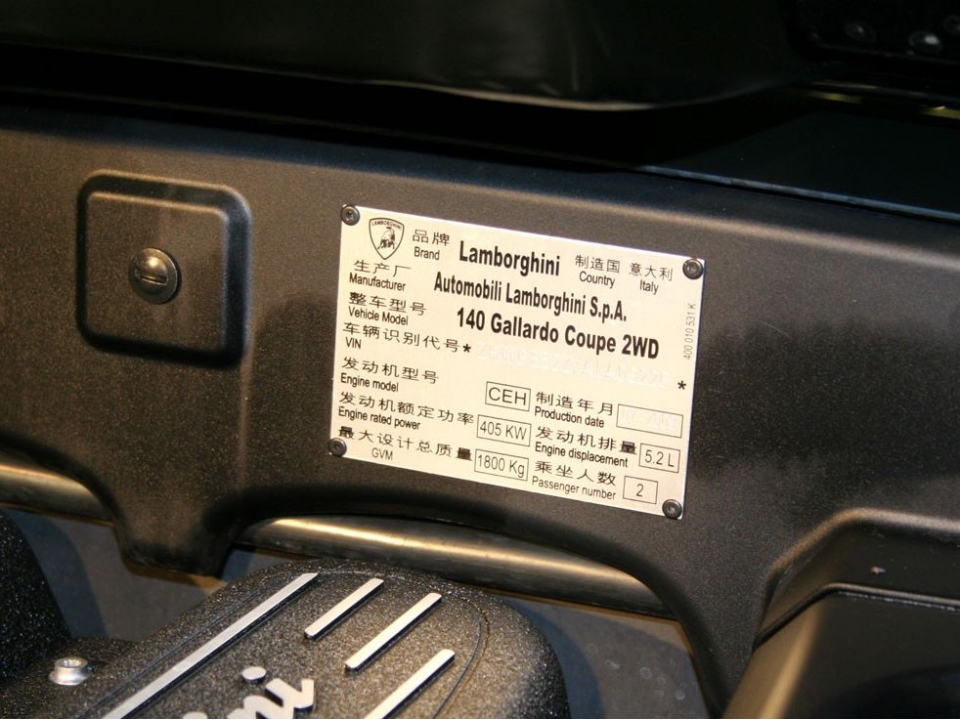 LAMBORGHINI
品牌 Brand Lamborghini 制造国 Country 意大利 Italy
生产厂 Manufacturer Automobili Lamborghini S.p.A.
整车型号 Vehicle Model 140 Gallardo Coupe 2WD
车辆识别代号 VIN * *
发动机型号 Engine model CEH 制造年月 Production date
发动机额定功率 Engine rated power 405 KW 发动机排量 Engine displacement 5.2 L
最大设计总质量 GVM 1800 Kg 乘坐人数 Passenger number 2
400 010 531 K